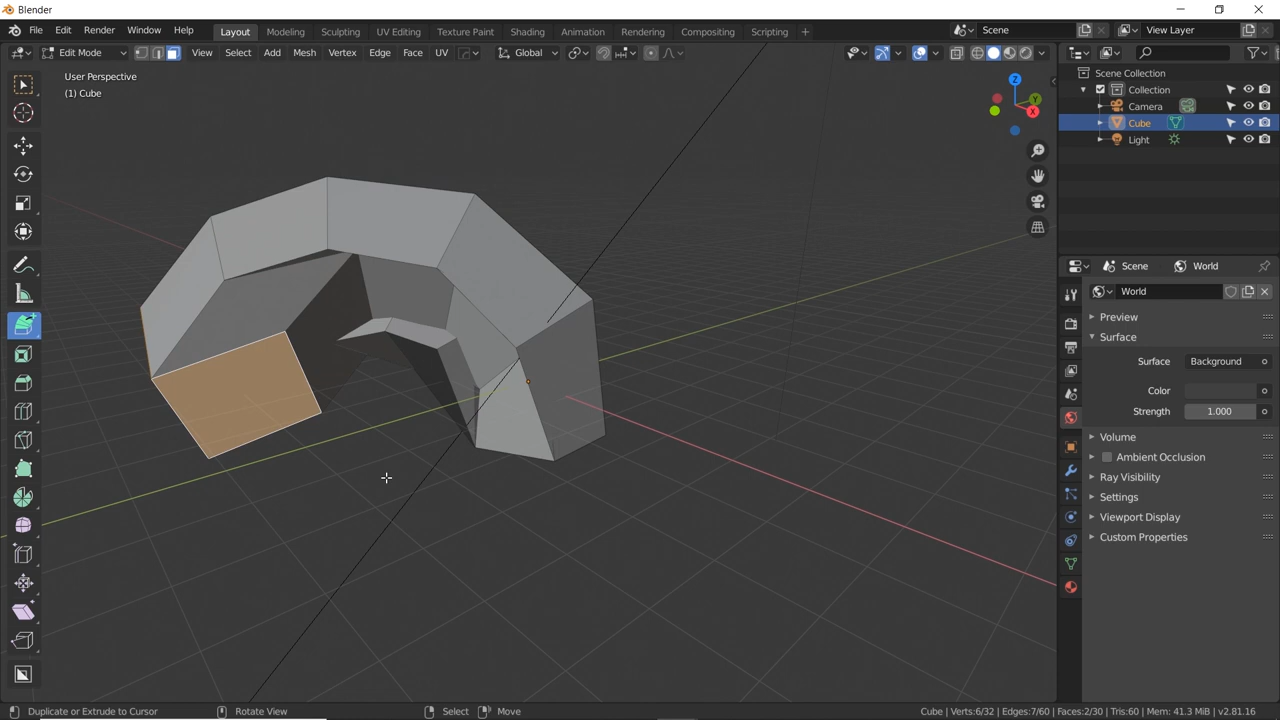 Blender
File Edit Render Window Help Layout Modeling Sculpting UV Editing Texture Paint Shading Animation Rendering Compositing Scripting + Scene View Layer
Edit Mode View Select Add Mesh Vertex Edge Face UV Global
User Perspective
(1) Cube
Z
Y
X
Scene Collection
Collection
Camera
Cube
Light
Scene World
World
Preview
Surface
Surface Background
Color
Strength 1.000
Volume
Ambient Occlusion
Ray Visibility
Settings
Viewport Display
Custom Properties
Duplicate or Extrude to Cursor Rotate View Select Move Cube | Verts:6/32 | Edges:7/60 | Faces:2/30 | Tris:60 | Mem: 41.3 MiB | v2.81.16